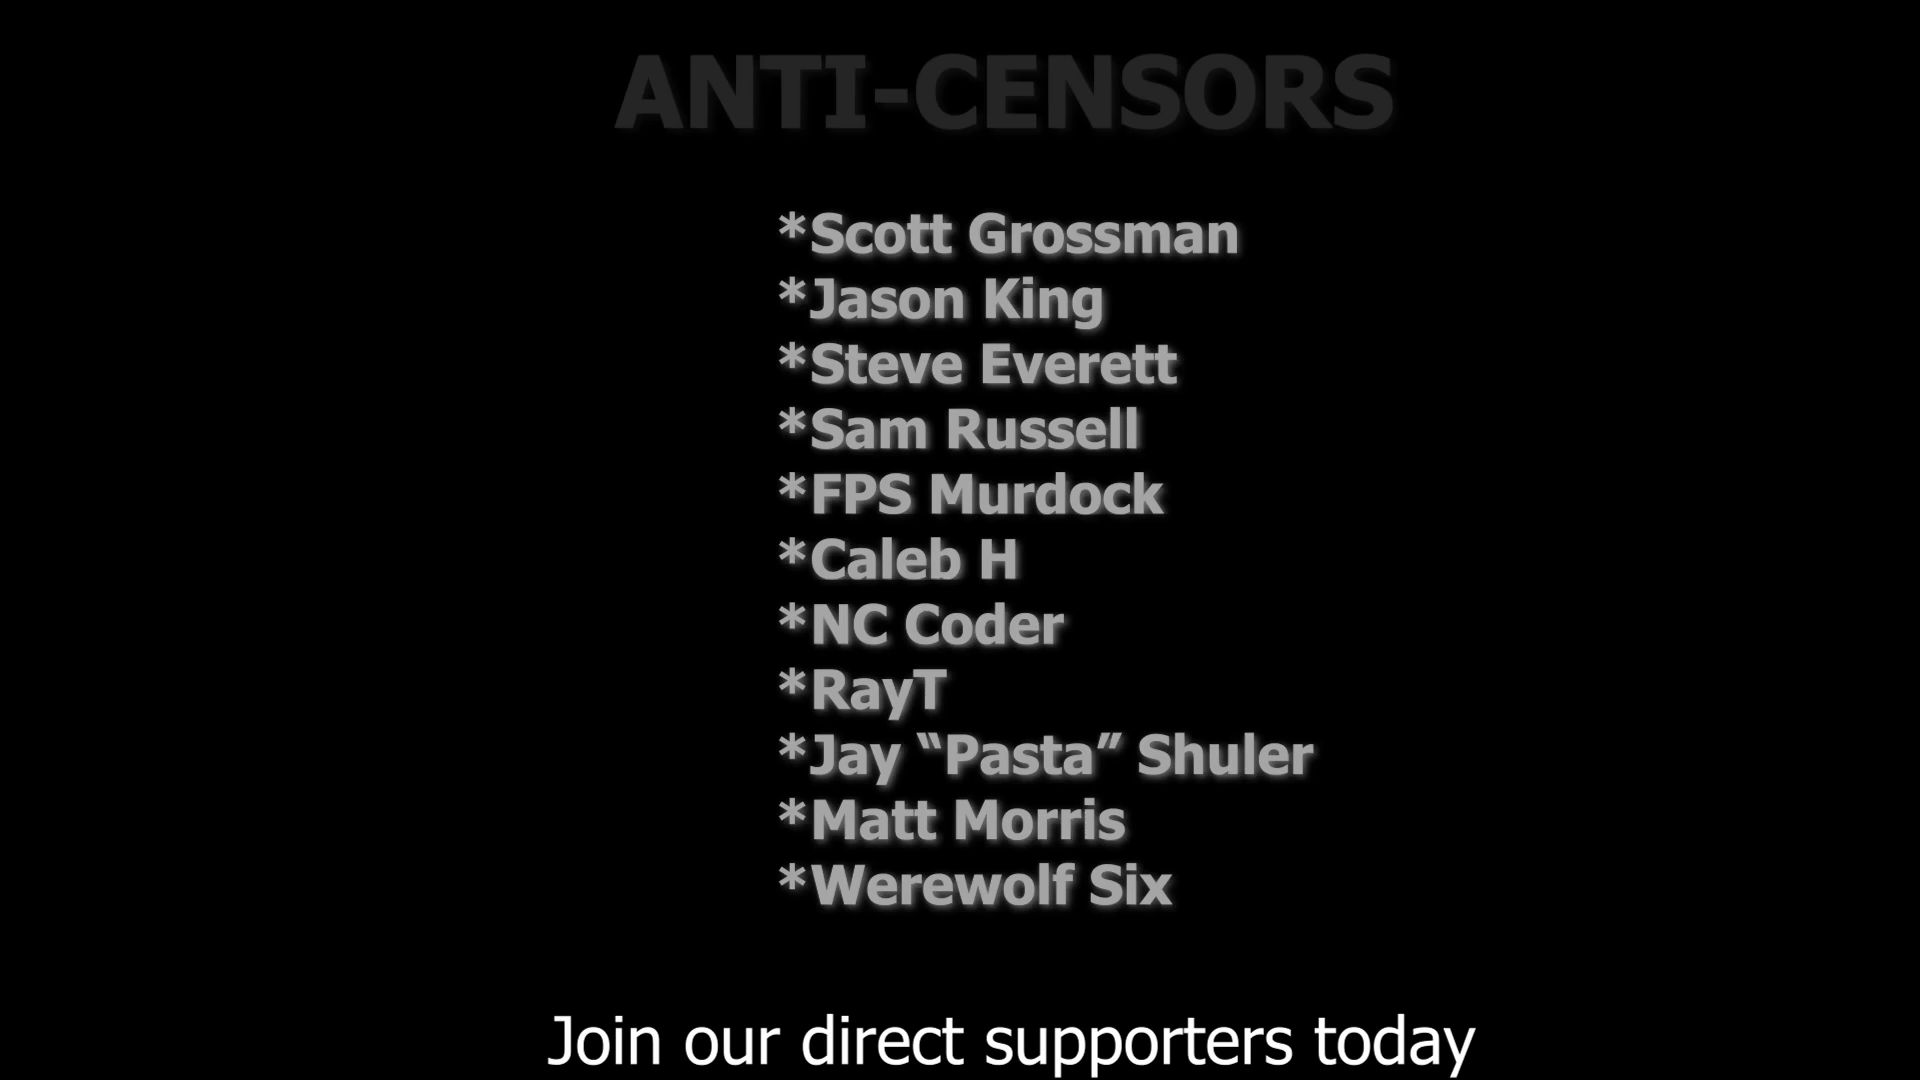 ANTI-CENSORS
*Scott Grossman
*Jason King
*Steve Everett
*Sam Russell
*FPS Murdock
*Caleb H
*NC Coder
*RayT
*Jay “Pasta” Shuler
*Matt Morris
*Werewolf Six
Join our direct supporters today